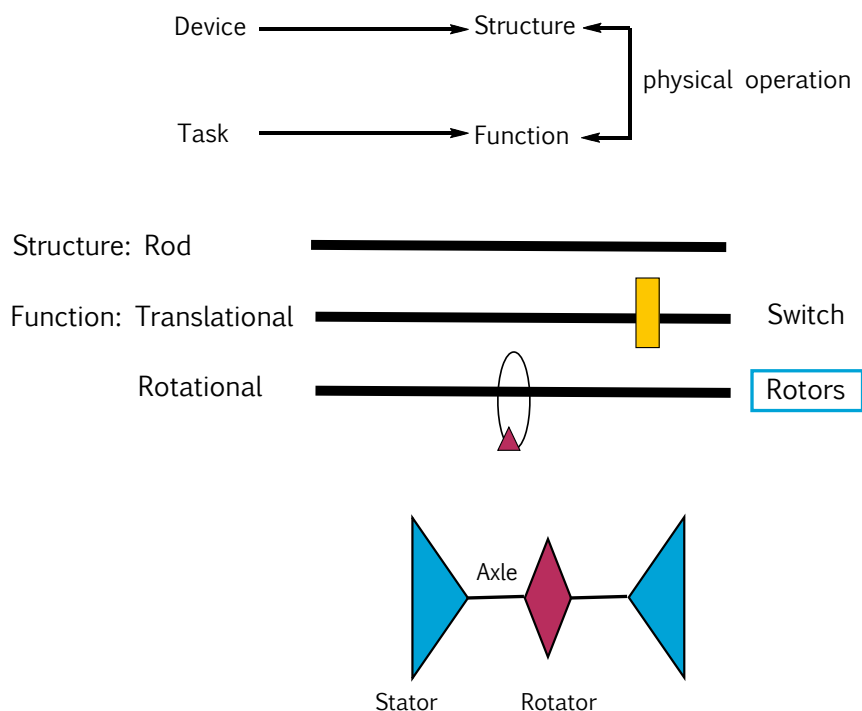 Device
Structure
physical operation
Task
Function
Structure: Rod
Function: Translational
Switch
Rotational
Rotors
Axle
Stator
Rotator